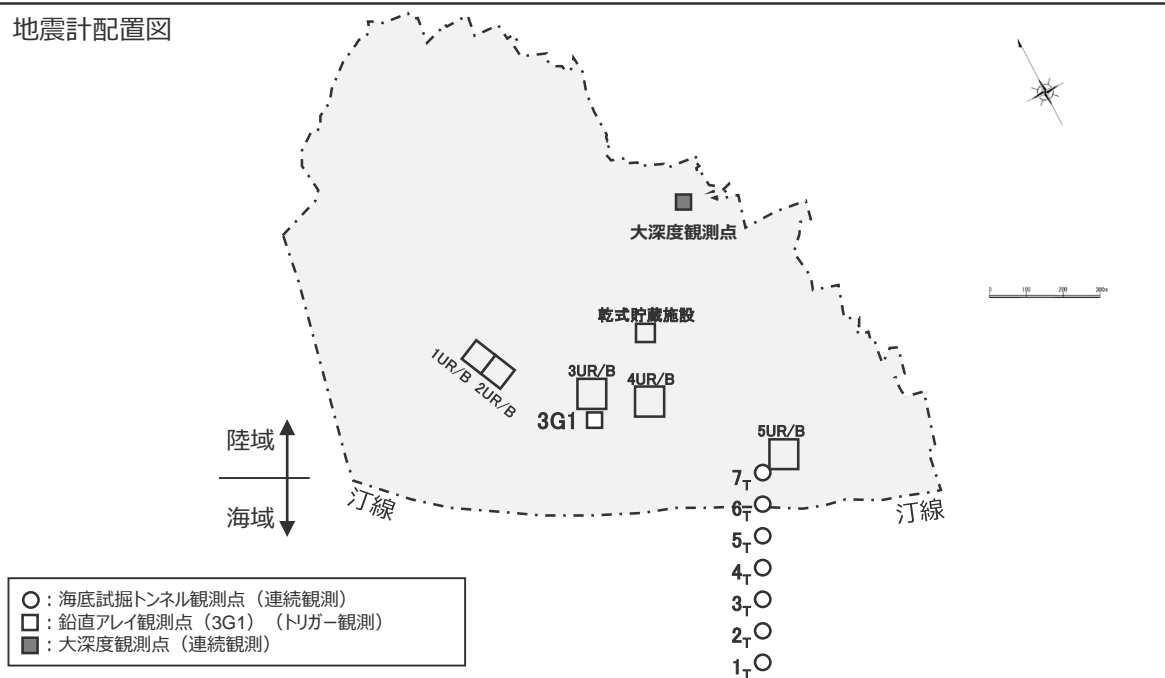 地震計配置図
大深度観測点
0 100 200 300m
乾式貯蔵施設
1UR/B 2UR/B
3UR/B
4UR/B
3G1
5UR/B
陸域
海域
汀線
汀線
7T
6T
5T
4T
3T
2T
1T
○：海底試掘トンネル観測点（連続観測）
□：鉛直アレイ観測点（3G1）（トリガー観測）
■：大深度観測点（連続観測）